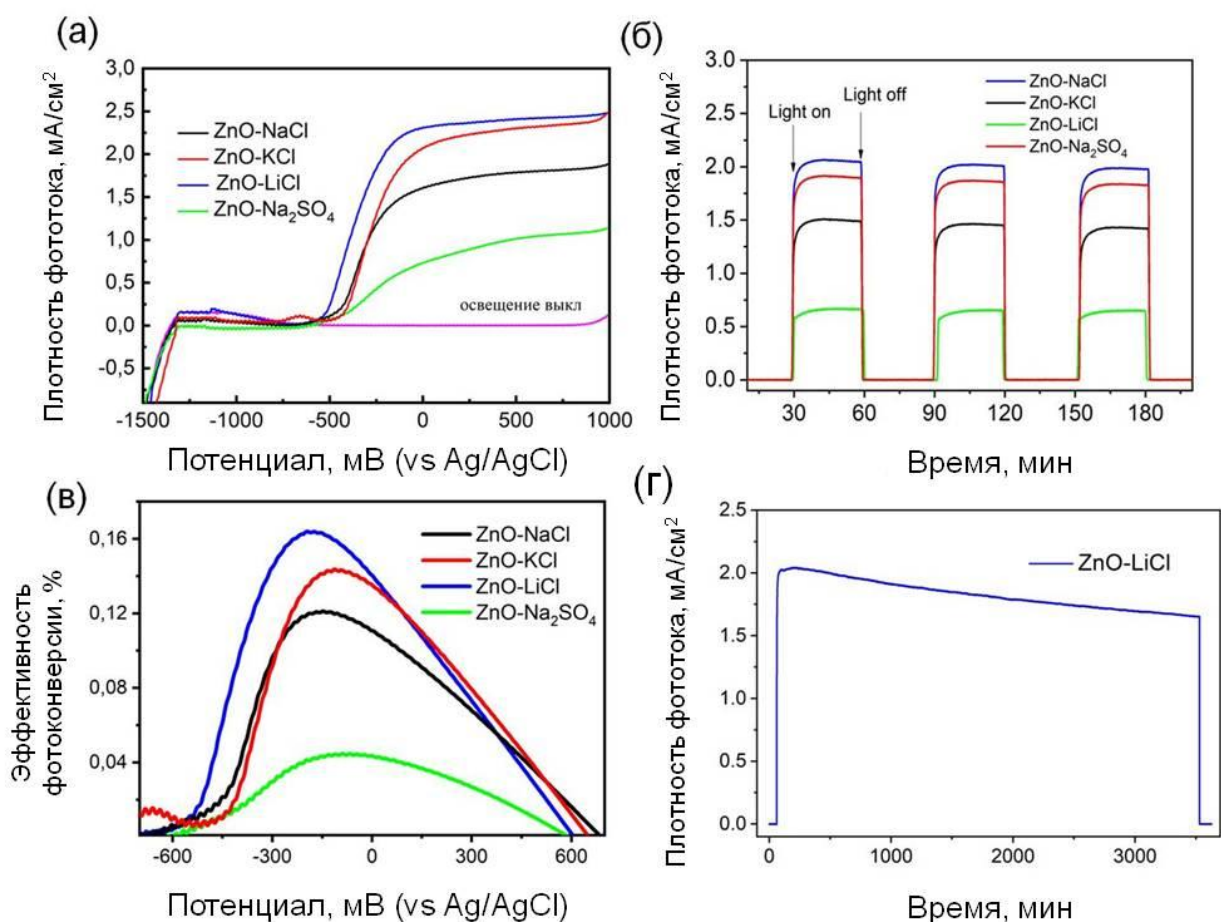 (а)
Плотность фототока, мА/см²
3,0
2,5
2,0
1,5
1,0
0,5
0,0
-0,5
ZnO-NaCl
ZnO-KCl
ZnO-LiCl
ZnO-Na₂SO₄
освещение выкл
-1500 -1000 -500 0 500 1000
Потенциал, мВ (vs Ag/AgCl)
(б)
Плотность фототока, мА/см²
3.0
2.5
2.0
1.5
1.0
0.5
0.0
Light on
Light off
ZnO-NaCl
ZnO-KCl
ZnO-LiCl
ZnO-Na₂SO₄
30 60 90 120 150 180
Время, мин
(в)
Эффективность
фотоконверсии, %
0,16
0,12
0,08
0,04
ZnO-NaCl
ZnO-KCl
ZnO-LiCl
ZnO-Na₂SO₄
-600 -300 0 300 600
Потенциал, мВ (vs Ag/AgCl)
(г)
Плотность фототока, мА/см²
2.5
2.0
1.5
1.0
0.5
0.0
ZnO-LiCl
0 1000 2000 3000
Время, мин